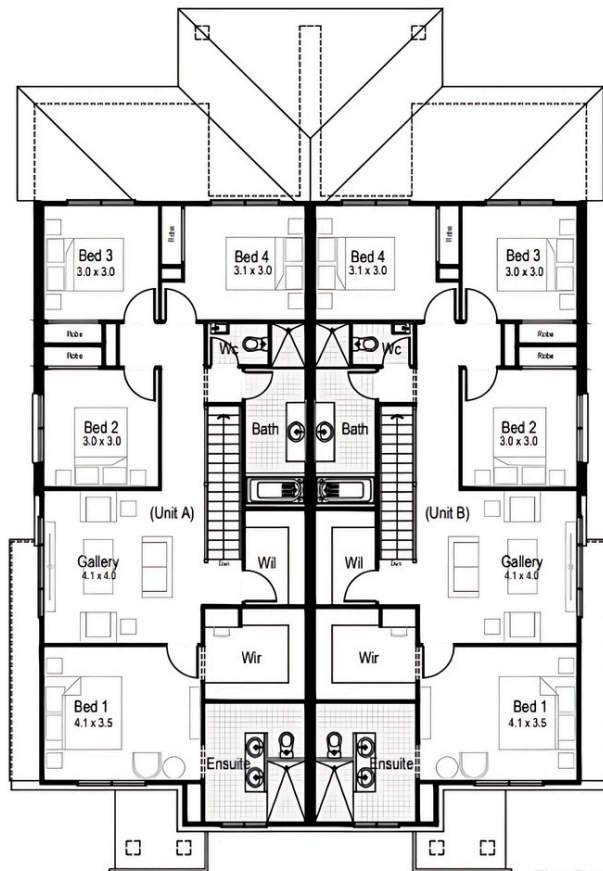 Bed 3
3.0 x 3.0
Robe
Bed 4
3.1 x 3.0
Bed 4
3.1 x 3.0
Robe
Bed 3
3.0 x 3.0
Robe
Robe
Wc
Wc
Robe
Robe
Bed 2
3.0 x 3.0
Bath
Bath
Bed 2
3.0 x 3.0
(Unit A)
(Unit B)
Gallery
4.1 x 4.0
Dwn
Wil
Wil
Dwn
Gallery
4.1 x 4.0
Wir
Wir
Bed 1
4.1 x 3.5
Bed 1
4.1 x 3.5
Ensuite
Ensuite